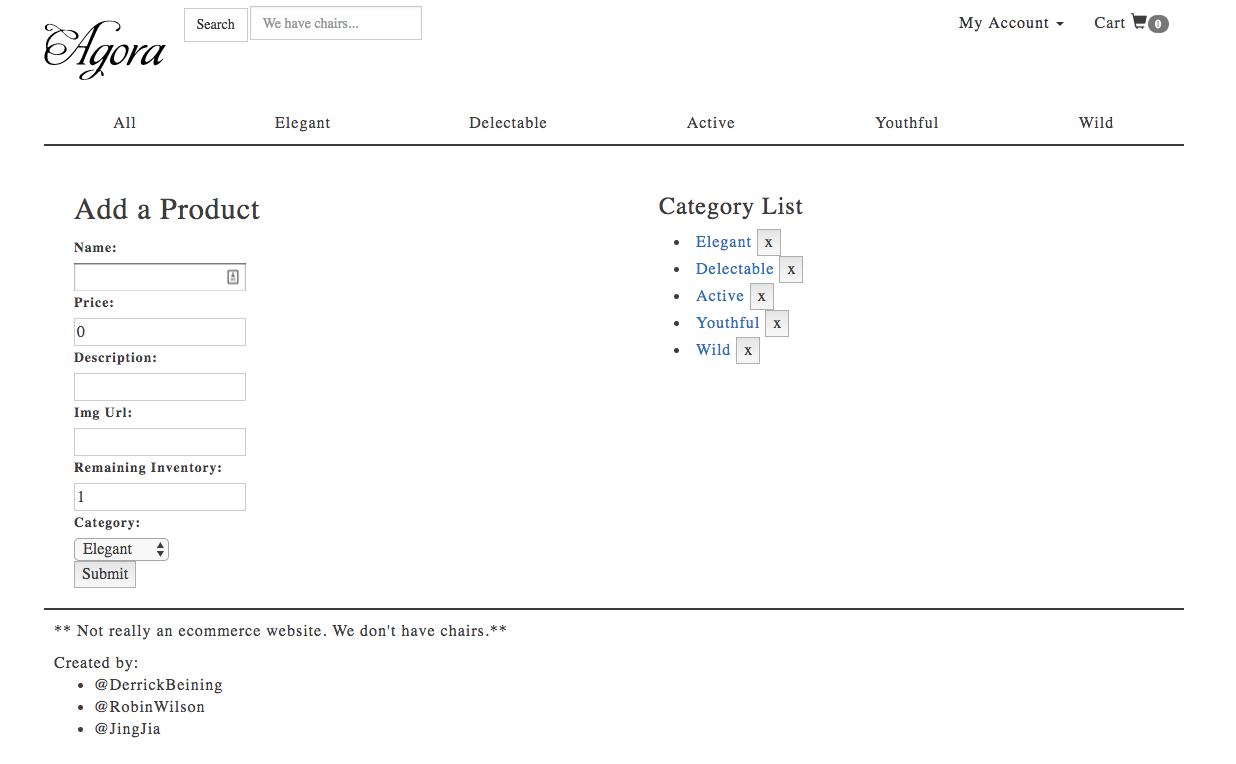 Agora
Search We have chairs...
My Account Cart 0
All Elegant Delectable Active Youthful Wild
Add a Product
Name:
Price:
0
Description:
Img Url:
Remaining Inventory:
1
Category:
Elegant
Submit
Category List
Elegant x
Delectable x
Active x
Youthful x
Wild x
** Not really an ecommerce website. We don't have chairs.**
Created by:
@DerrickBeining
@RobinWilson
@JingJia